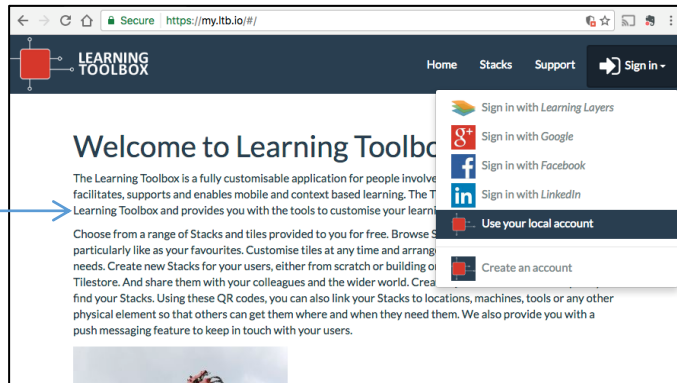 Secure https://my.ltb.io/#/
LEARNING
TOOLBOX
Home Stacks Support Sign in
Sign in with Learning Layers
g+ Sign in with Google
f Sign in with Facebook
in Sign in with LinkedIn
Use your local account
Create an account
Welcome to Learning
The Learning Toolbox is a fully customisable application for people
facilitates, supports and enables mobile and context based learning. The
Learning Toolbox and provides you with the tools to customise your
Choose from a range of Stacks and tiles provided to you for free. Browse
particularly like as your favourites. Customise tiles at any time and
needs. Create new Stacks for your users, either from scratch or building
Tilestore. And share them with your colleagues and the wider world.
find your Stacks. Using these QR codes, you can also link your Stacks to locations, machines, tools or any other
physical element so that others can get them where and when they need them. We also provide you with a
push messaging feature to keep in touch with your users.